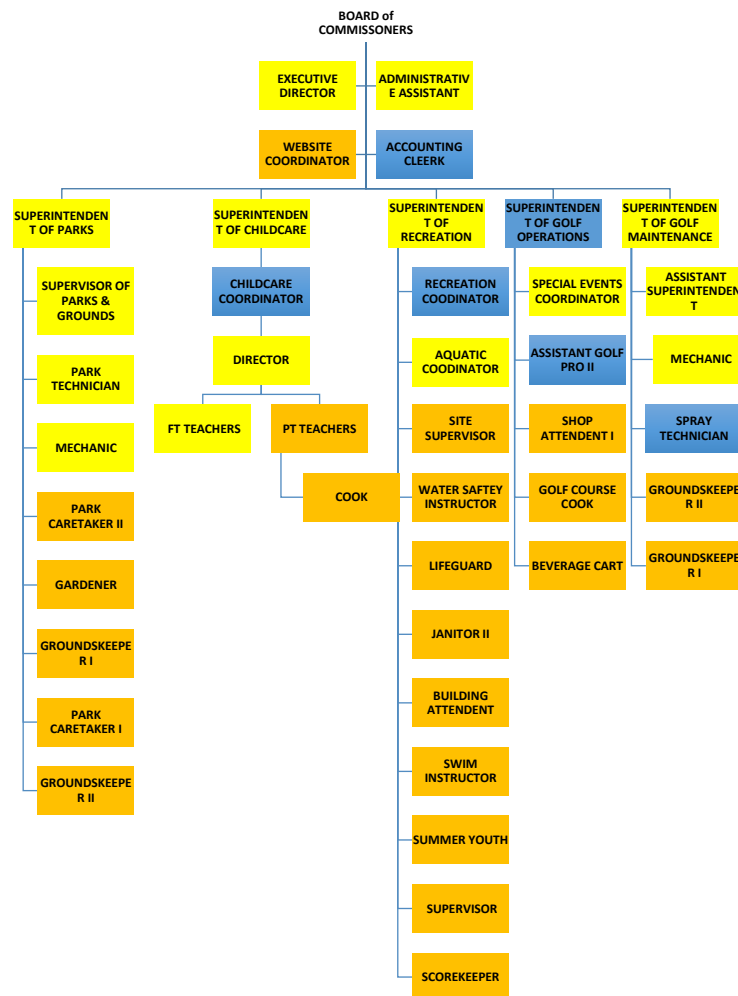 BOARD of
COMMISSONERS
EXECUTIVE
DIRECTOR
ADMINISTRATIV
E ASSISTANT
WEBSITE
COORDINATOR
ACCOUNTING
CLEERK
SUPERINTENDEN
T OF PARKS
SUPERVISOR OF
PARKS &
GROUNDS
PARK
TECHNICIAN
MECHANIC
PARK
CARETAKER II
GARDENER
GROUNDSKEEPE
R I
PARK
CARETAKER I
GROUNDSKEEPE
R II
SUPERINTENDEN
T OF CHILDCARE
CHILDCARE
COORDINATOR
DIRECTOR
FT TEACHERS
PT TEACHERS
COOK
SUPERINTENDEN
T OF
RECREATION
RECREATION
COODINATOR
AQUATIC
COODINATOR
SITE
SUPERVISOR
WATER SAFTEY
INSTRUCTOR
LIFEGUARD
JANITOR II
BUILDING
ATTENDENT
SWIM
INSTRUCTOR
SUMMER YOUTH
SUPERVISOR
SCOREKEEPER
SUPERINTENDEN
T OF GOLF
OPERATIONS
SPECIAL EVENTS
COORDINATOR
ASSISTANT GOLF
PRO II
SHOP
ATTENDENT I
GOLF COURSE
COOK
BEVERAGE CART
SUPERINTENDEN
T OF GOLF
MAINTENANCE
ASSISTANT
SUPERINTENDEN
T
MECHANIC
SPRAY
TECHNICIAN
GROUNDSKEEPE
R II
GROUNDSKEEPE
R I